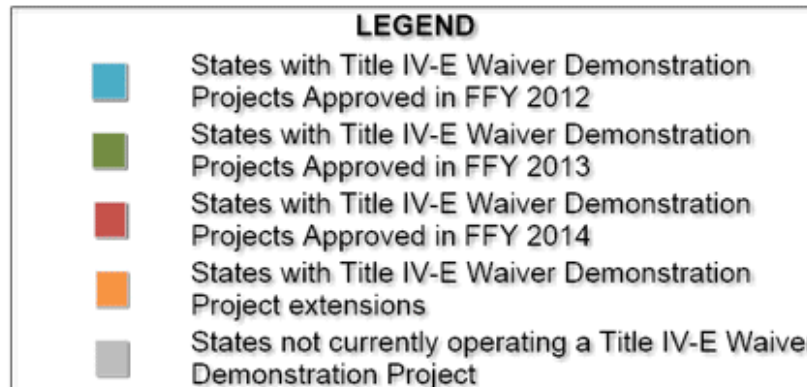 LEGEND
States with Title IV-E Waiver Demonstration
Projects Approved in FFY 2012
States with Title IV-E Waiver Demonstration
Projects Approved in FFY 2013
States with Title IV-E Waiver Demonstration
Projects Approved in FFY 2014
States with Title IV-E Waiver Demonstration
Project extensions
States not currently operating a Title IV-E Waiver
Demonstration Project